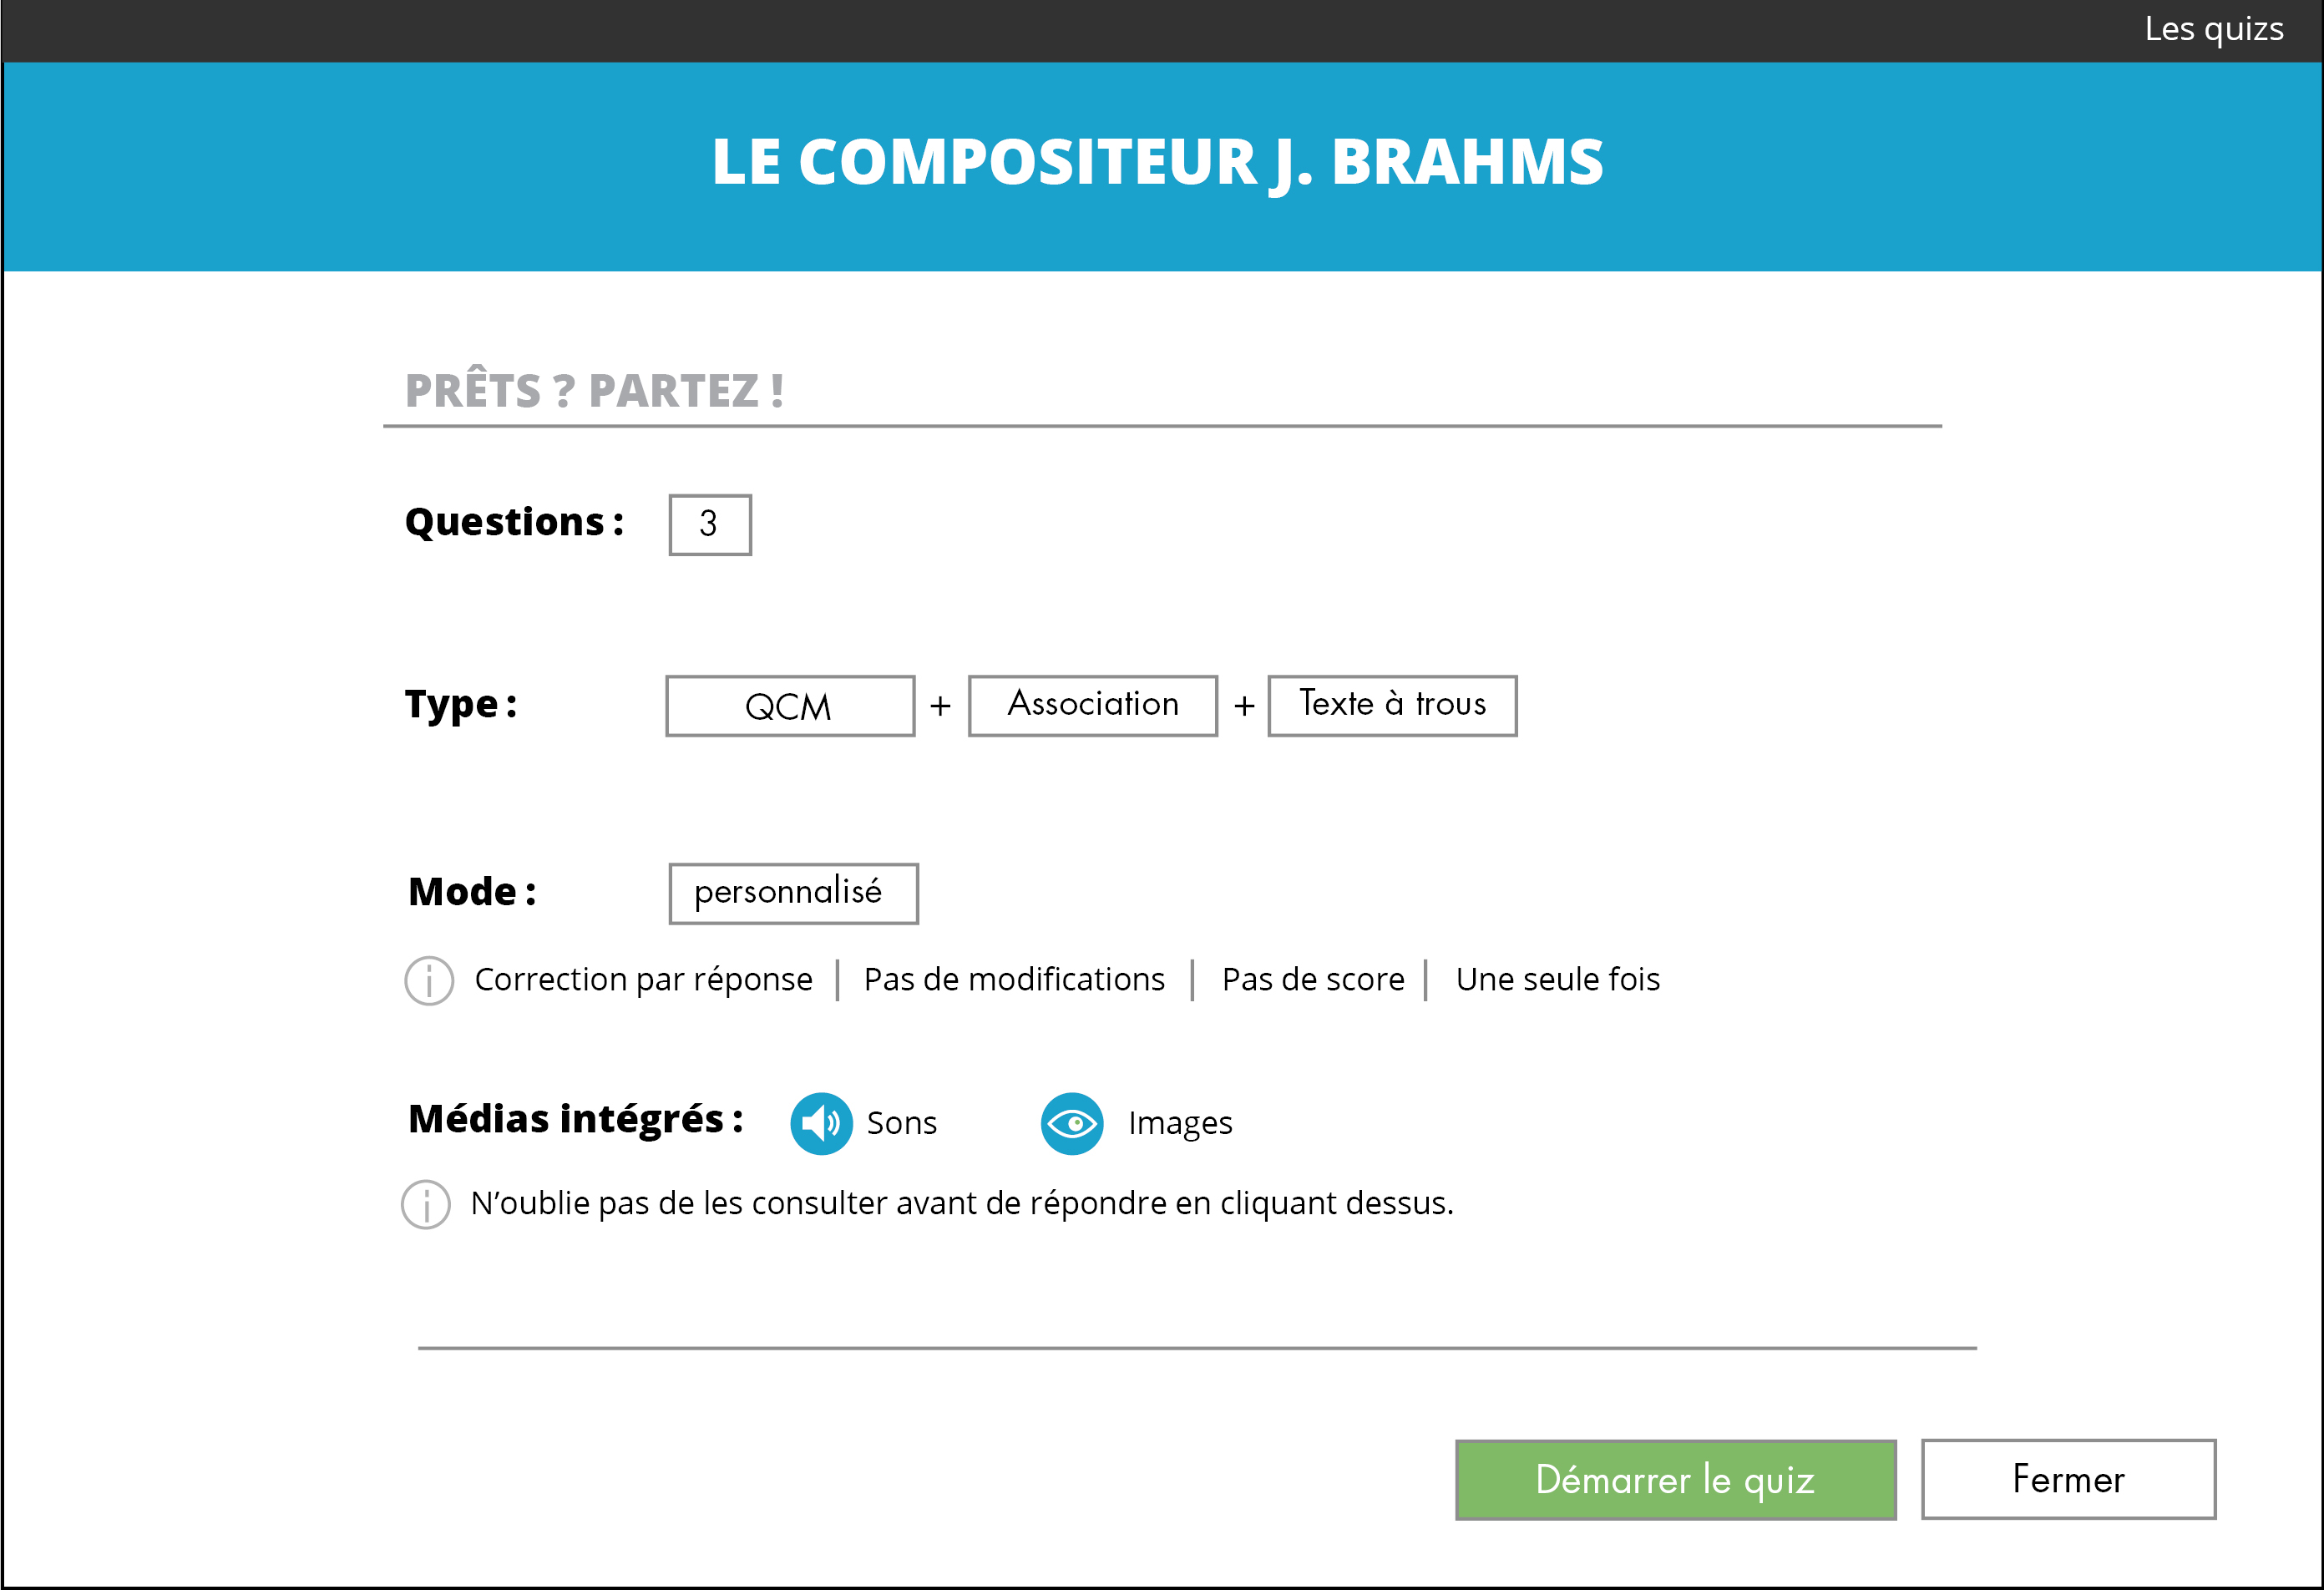 Les quizs
LE COMPOSITEUR J. BRAHMS
PRÊTS ? PARTEZ !
Questions : 3
Type : QCM + Association + Texte à trous
Mode : personnalisé
Correction par réponse | Pas de modifications | Pas de score | Une seule fois
Médias intégrés : Sons Images
N’oublie pas de les consulter avant de répondre en cliquant dessus.
Démarrer le quiz Fermer